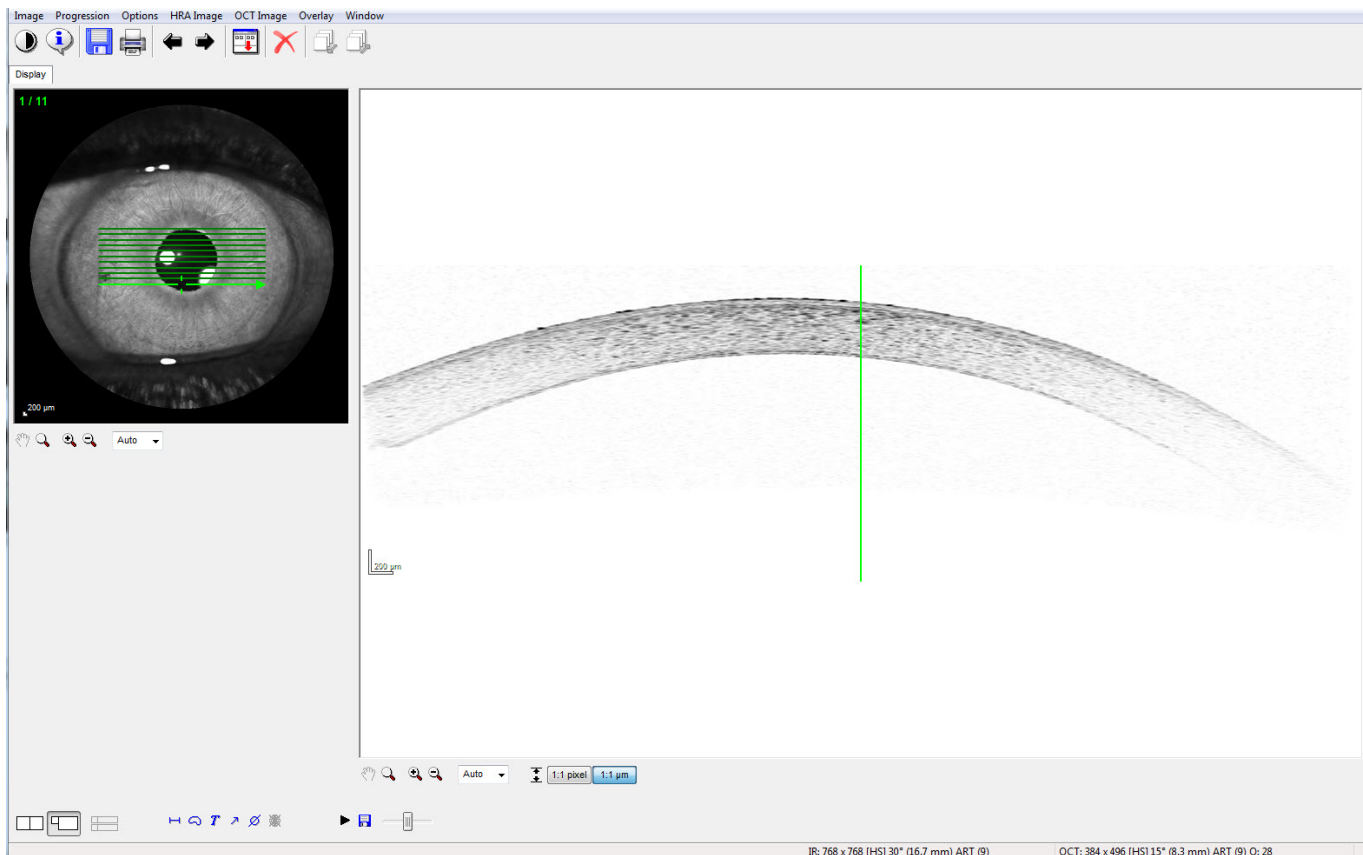 Image Progression Options HRA Image OCT Image Overlay Window
Display
1 / 11
200 µm
Auto
200 µm
Auto
1:1 pixel
1:1 µm
T
IR: 768 x 768 [HS] 30° (16.7 mm) ART (9)
OCT: 384 x 496 [HS] 15° (8.3 mm) ART (9) Q: 28